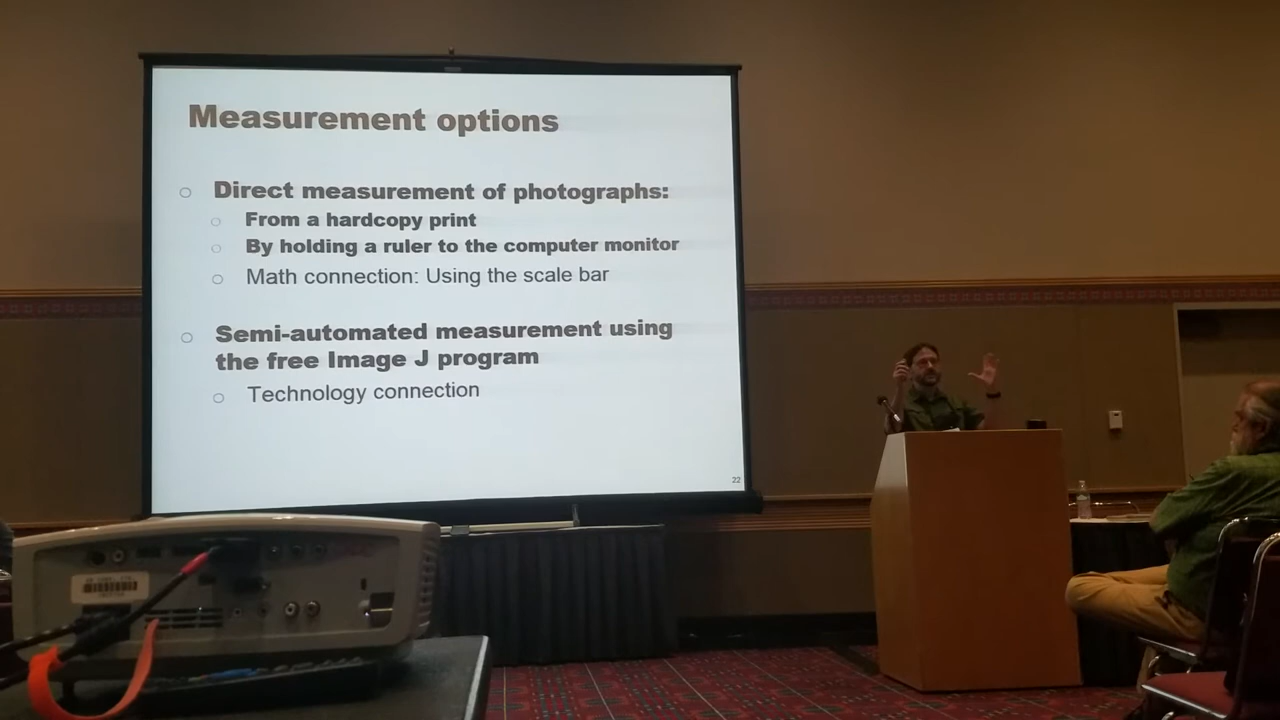 Measurement options
Direct measurement of photographs:
From a hardcopy print
By holding a ruler to the computer monitor
Math connection: Using the scale bar
Semi-automated measurement using
the free Image J program
Technology connection
22